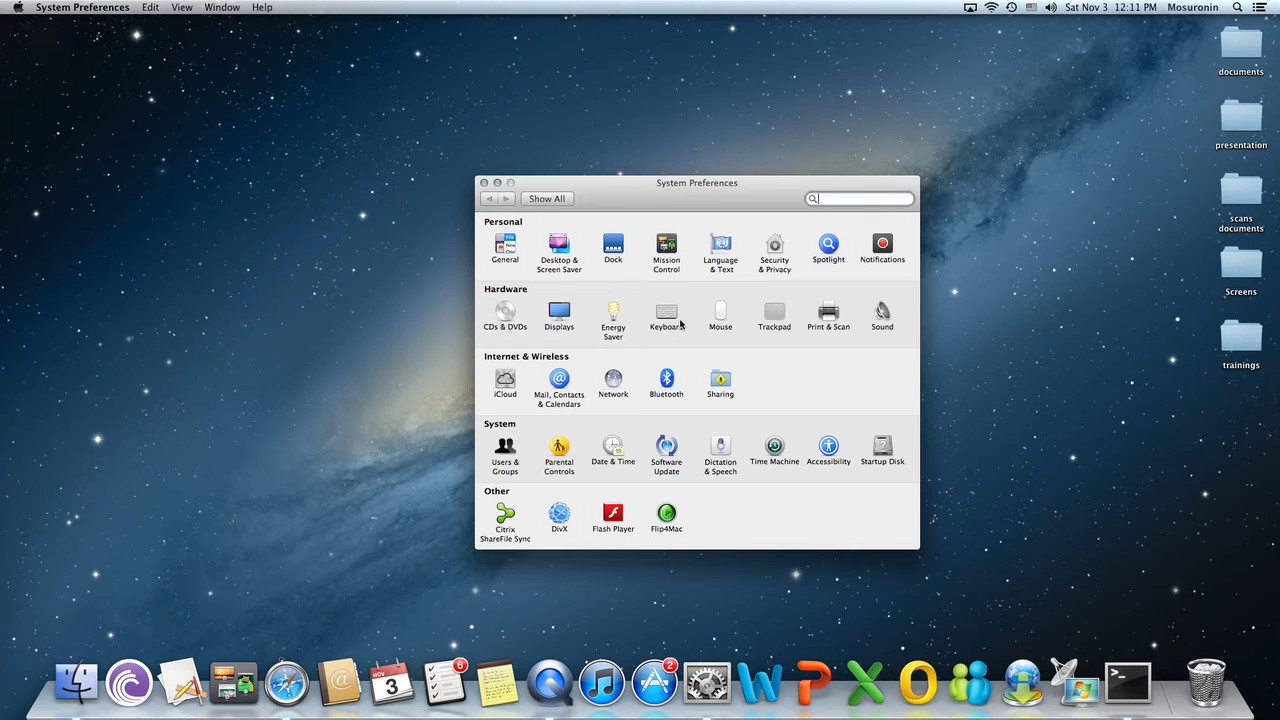 System Preferences Edit View Window Help
Sat Nov 3 12:11 PM Mosuronin
documents
presentation
scans
documents
Screens
trainings
System Preferences
Show All
Personal
General
Desktop &
Screen Saver
Dock
Mission
Control
Language
& Text
Security
& Privacy
Spotlight
Notifications
Hardware
CDs & DVDs
Displays
Energy
Saver
Keyboard
Mouse
Trackpad
Print & Scan
Sound
Internet & Wireless
iCloud
Mail, Contacts
& Calendars
Network
Bluetooth
Sharing
System
Users &
Groups
Parental
Controls
Date & Time
Software
Update
Dictation
& Speech
Time Machine
Accessibility
Startup Disk
Other
Citrix
ShareFile Sync
DivX
Flash Player
Flip4Mac
3
6
2